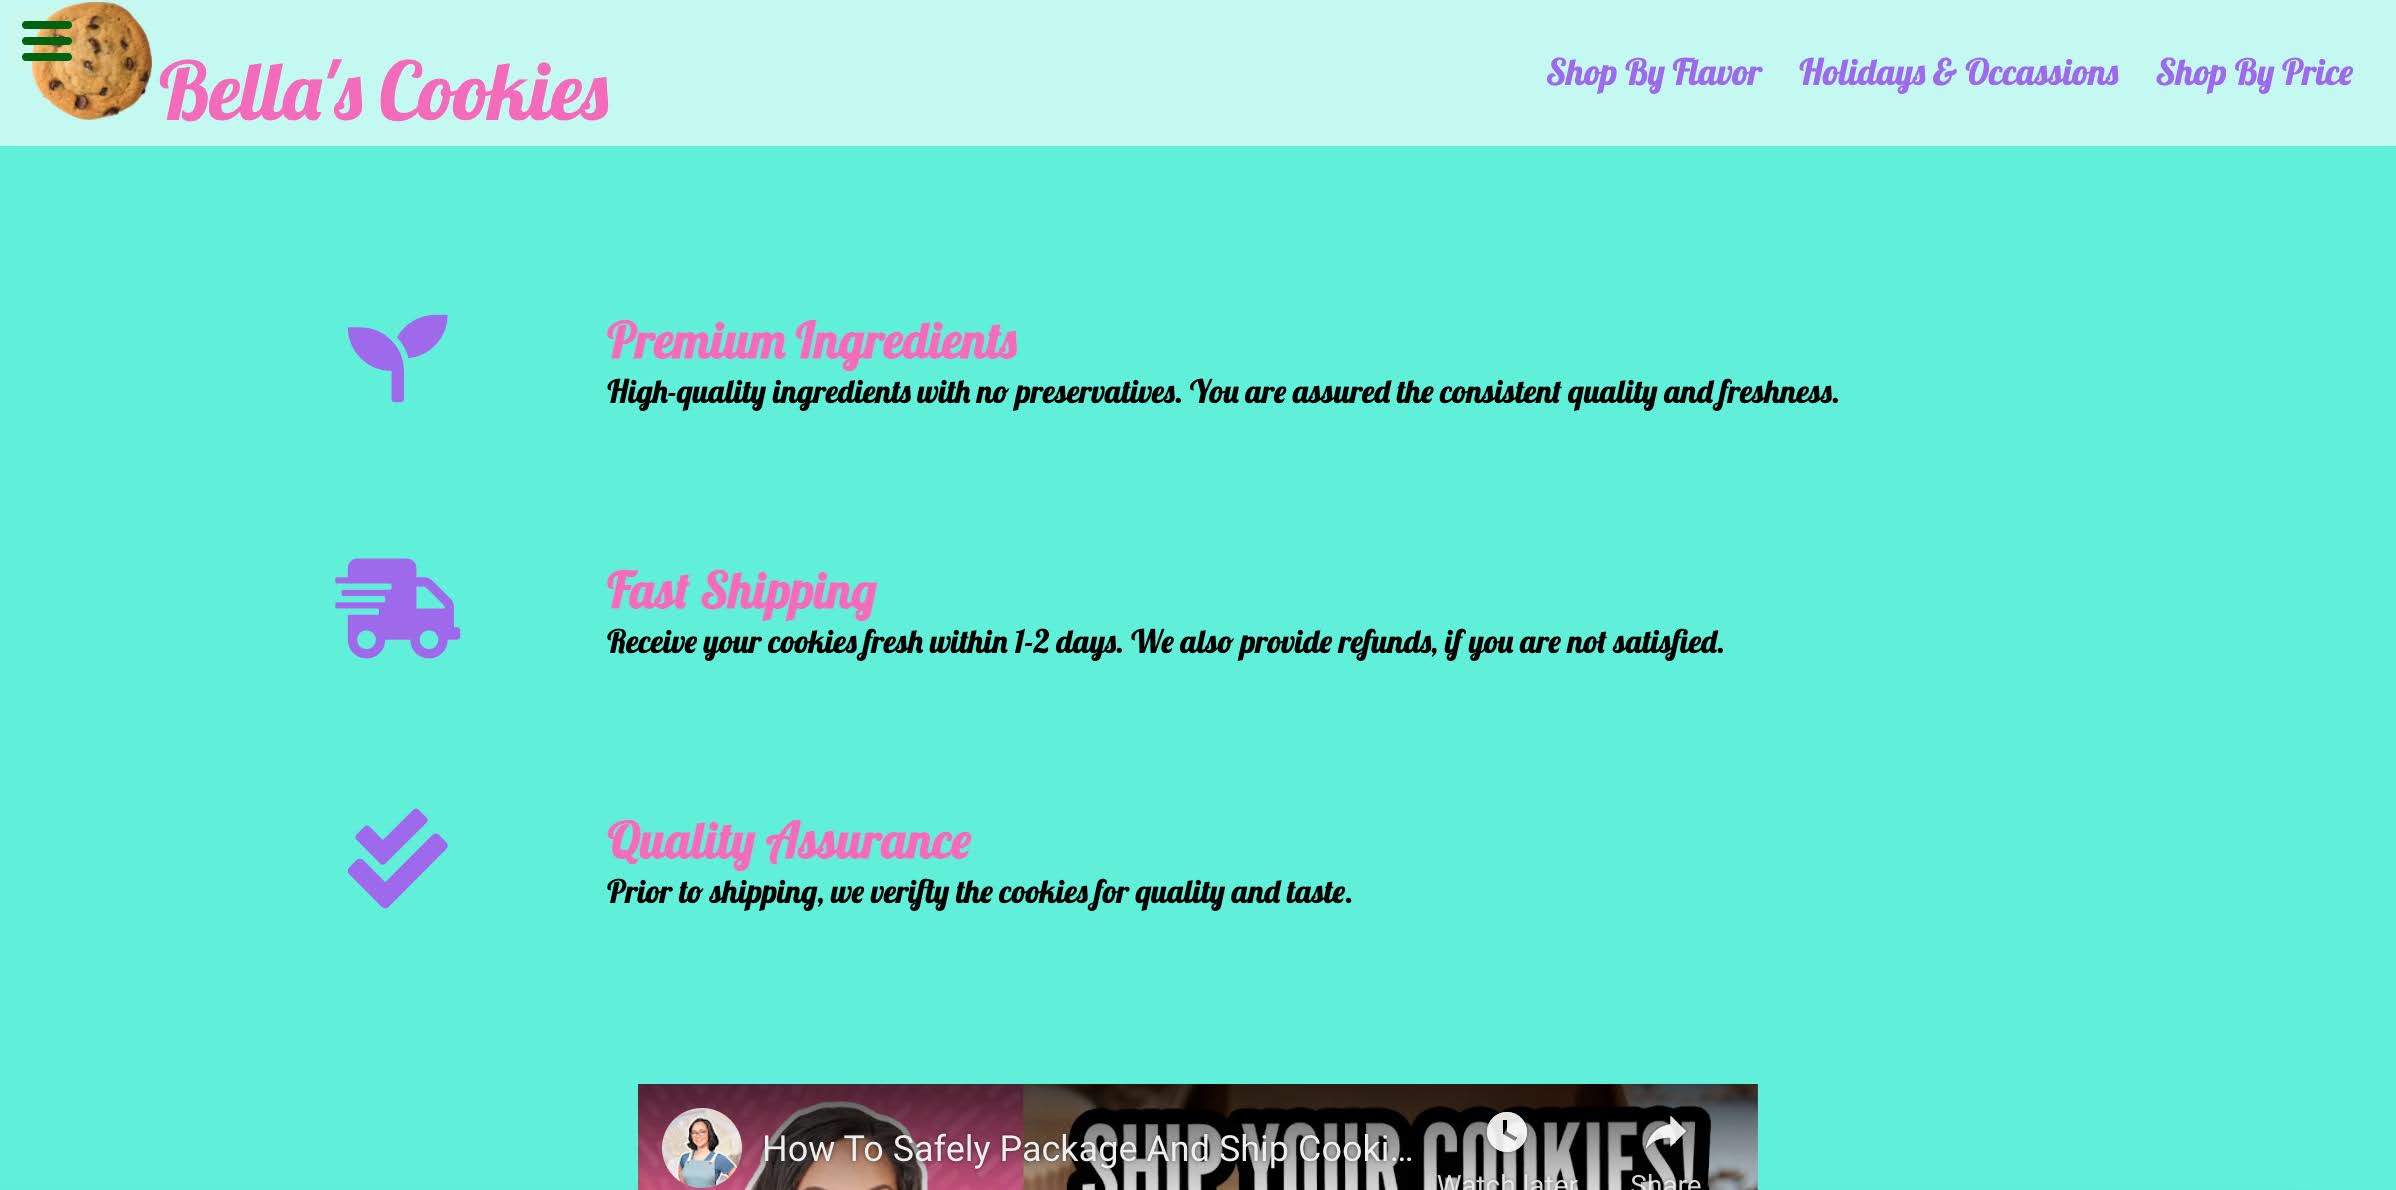 Bella's Cookies
Shop By Flavor Holidays & Occassions Shop By Price
Premium Ingredients
High-quality ingredients with no preservatives. You are assured the consistent quality and freshness.
Fast Shipping
Receive your cookies fresh within 1-2 days. We also provide refunds, if you are not satisfied.
Quality Assurance
Prior to shipping, we verifty the cookies for quality and taste.
SHIP YOUR COOKIES!
How To Safely Package And Ship Cooki...
Watch later Share